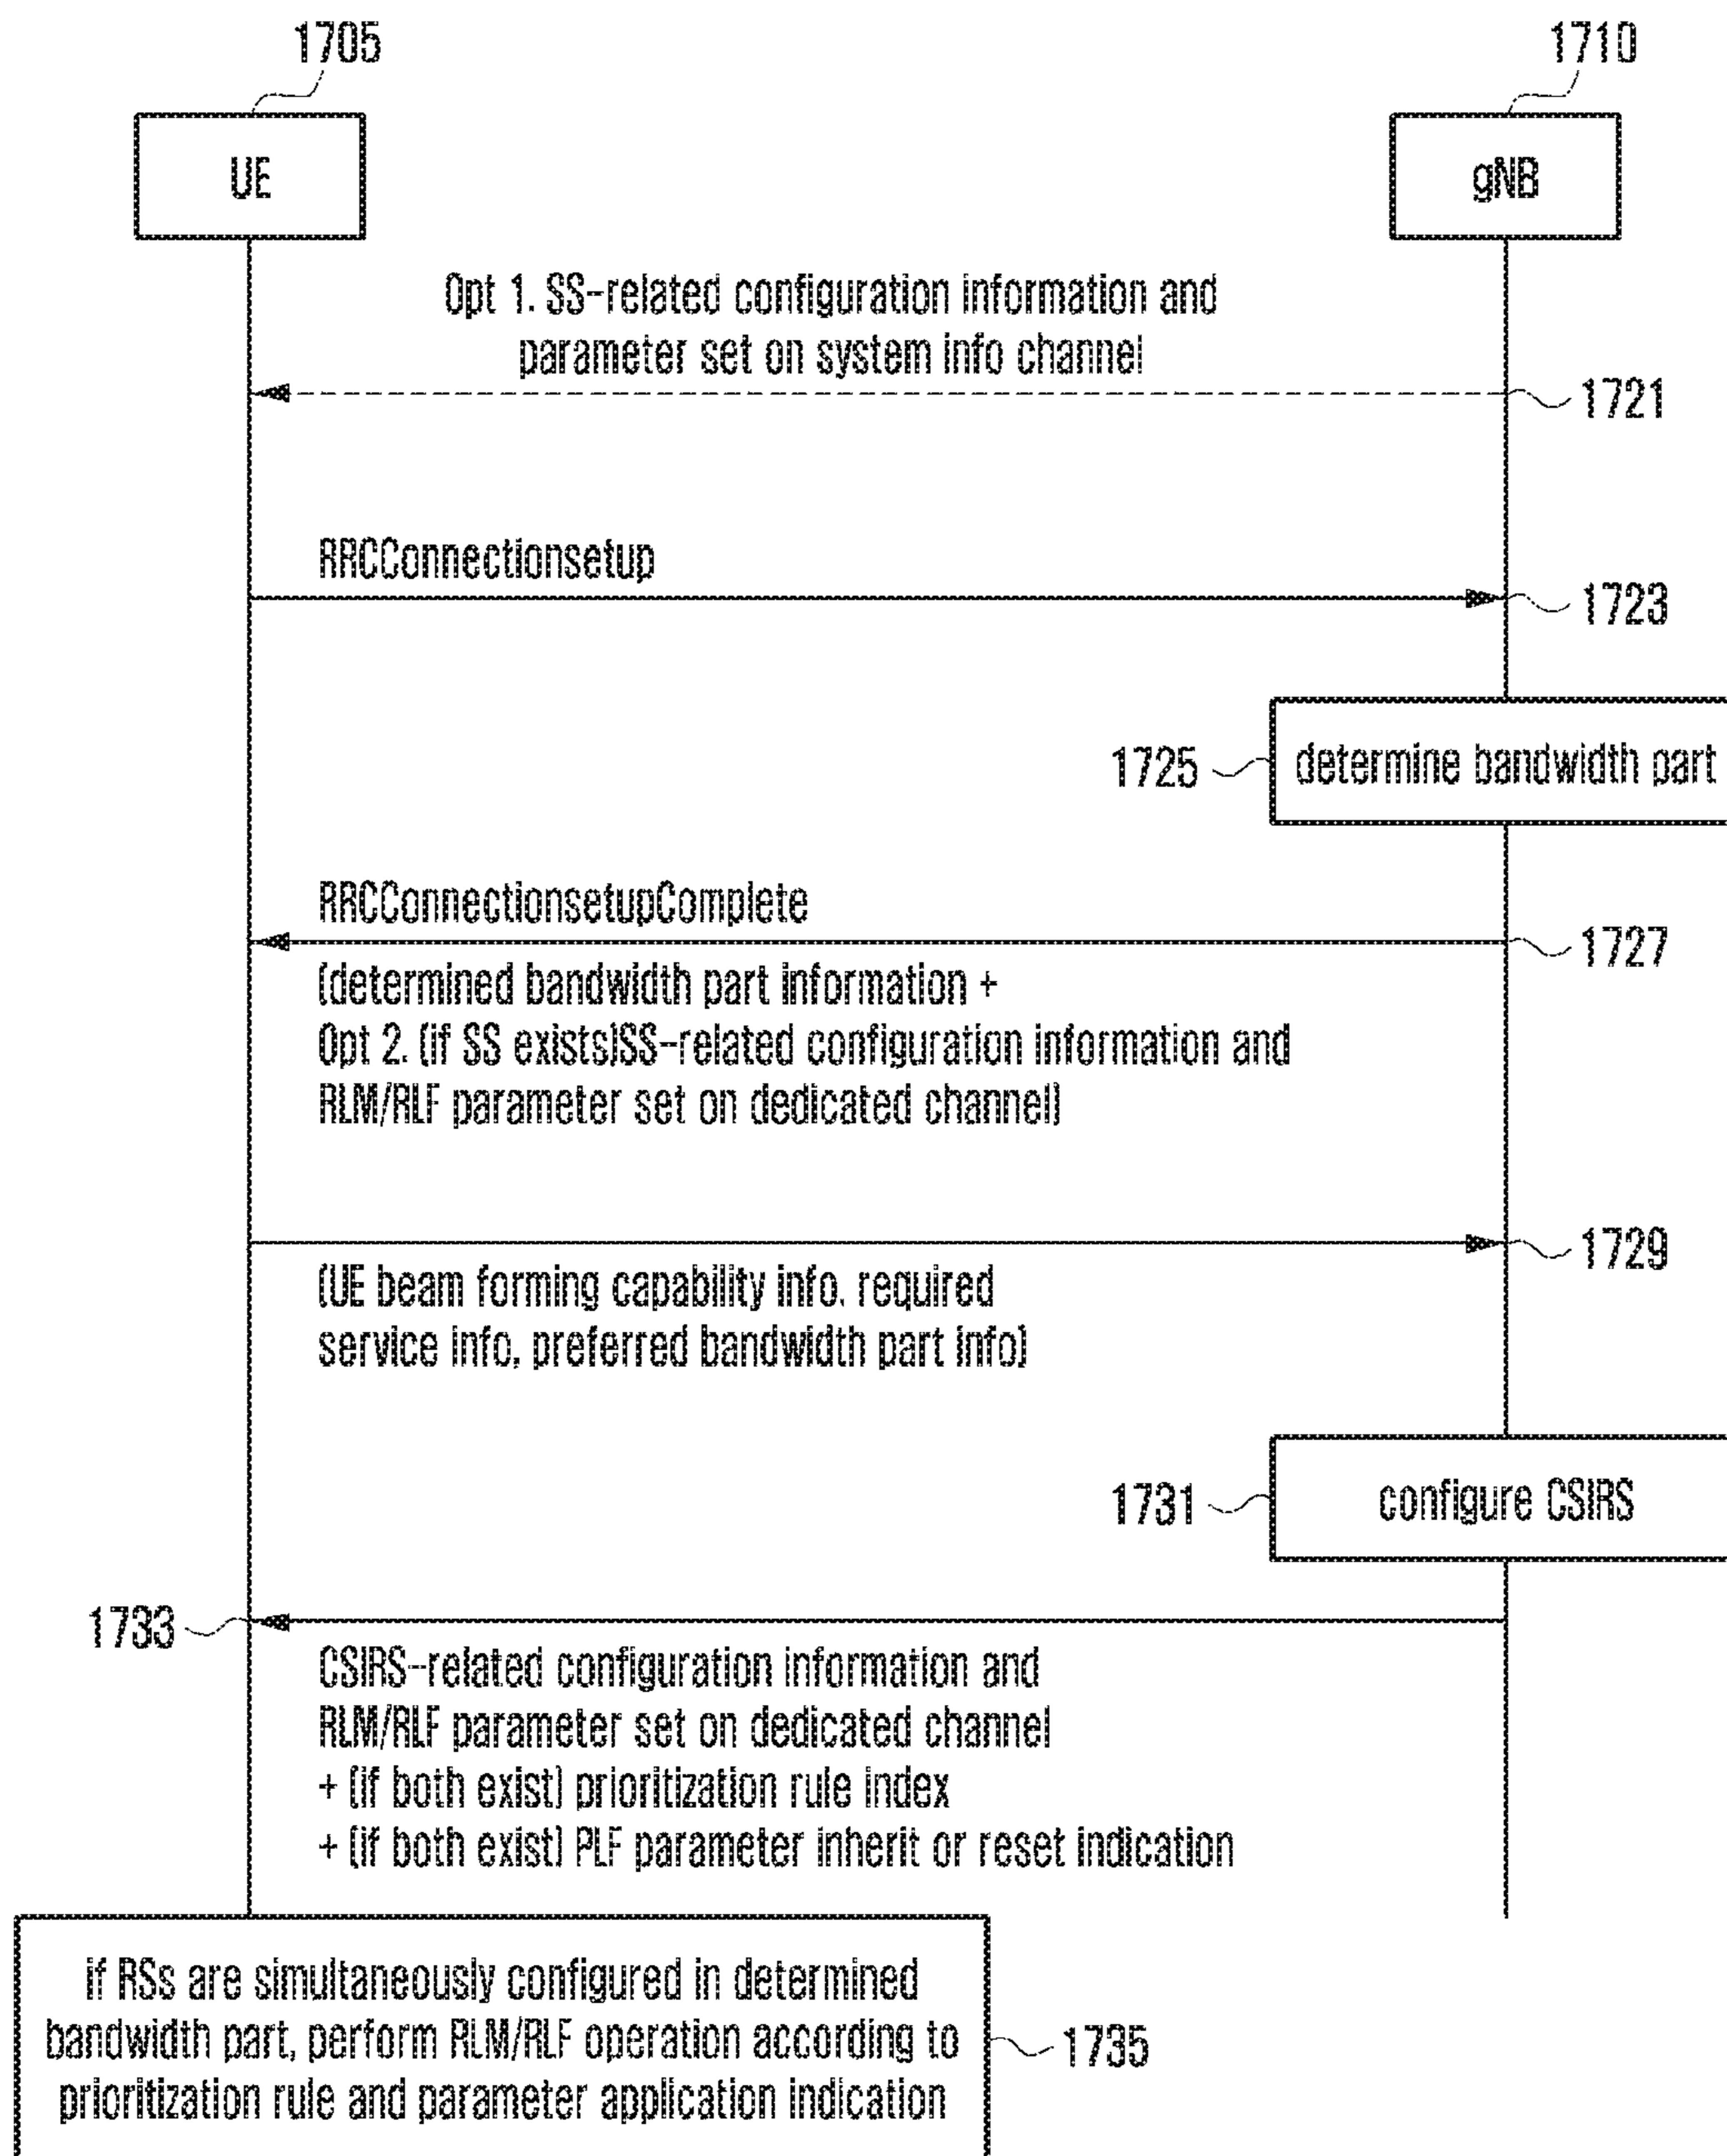 1705
1710
UE
gNB
Opt 1. SS-related configuration information and
parameter set on system info channel
1721
RRCConnectionsetup
1723
1725
determine bandwidth part
RRCConnectionsetupComplete
1727
(determined bandwidth part information +
Opt 2. (if SS exists)SS-related configuration information and
RLM/RLF parameter set on dedicated channel)
1729
(UE beam forming capability info, required
service info, preferred bandwidth part info)
1731
configure CSIRS
1733
CSIRS-related configuration information and
RLM/RLF parameter set on dedicated channel
+ (if both exist) prioritization rule index
+ (if both exist) PLF parameter inherit or reset indication
if RSs are simultaneously configured in determined
bandwidth part, perform RLM/RLF operation according to
prioritization rule and parameter application indication
1735